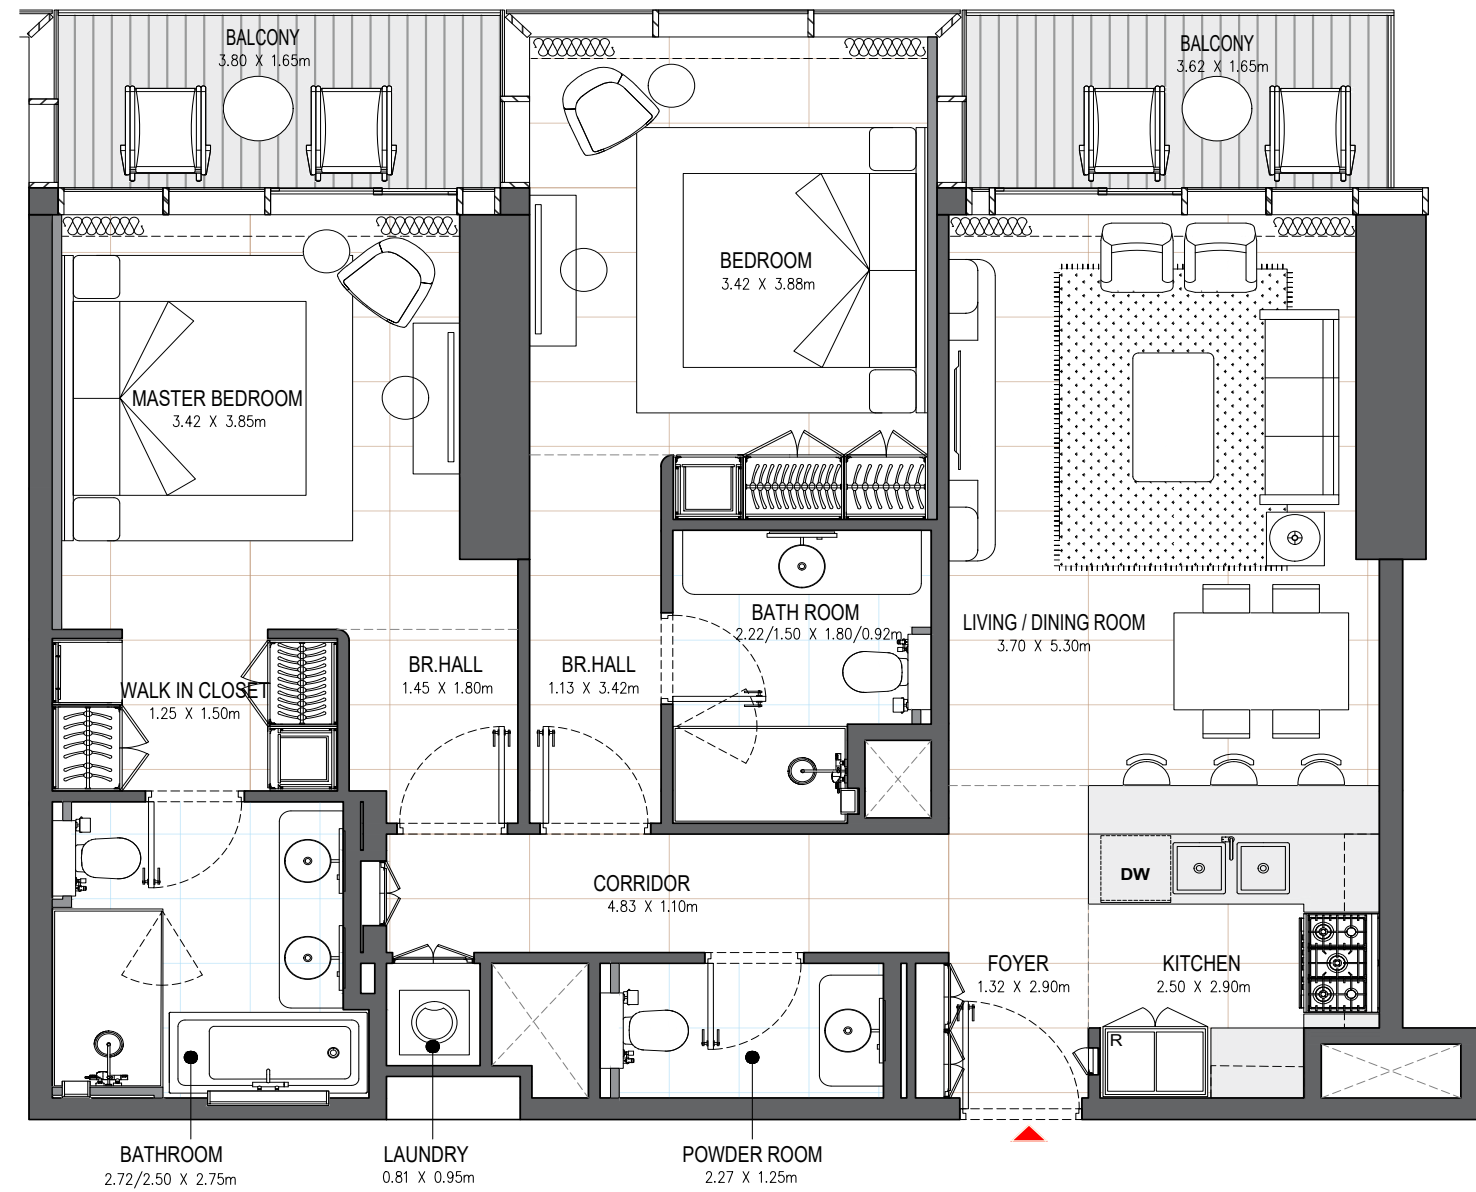 BALCONY
3.80 X 1.65m
BALCONY
3.62 X 1.65m
BEDROOM
3.42 X 3.88m
MASTER BEDROOM
3.42 X 3.85m
BATH ROOM
2.22/1.50 X 1.80/0.92m
LIVING / DINING ROOM
3.70 X 5.30m
BR.HALL
1.45 X 1.80m
BR.HALL
1.13 X 3.42m
WALK IN CLOSET
1.25 X 1.50m
DW
CORRIDOR
4.83 X 1.10m
FOYER
1.32 X 2.90m
KITCHEN
2.50 X 2.90m
R
BATHROOM
2.72/2.50 X 2.75m
LAUNDRY
0.81 X 0.95m
POWDER ROOM
2.27 X 1.25m